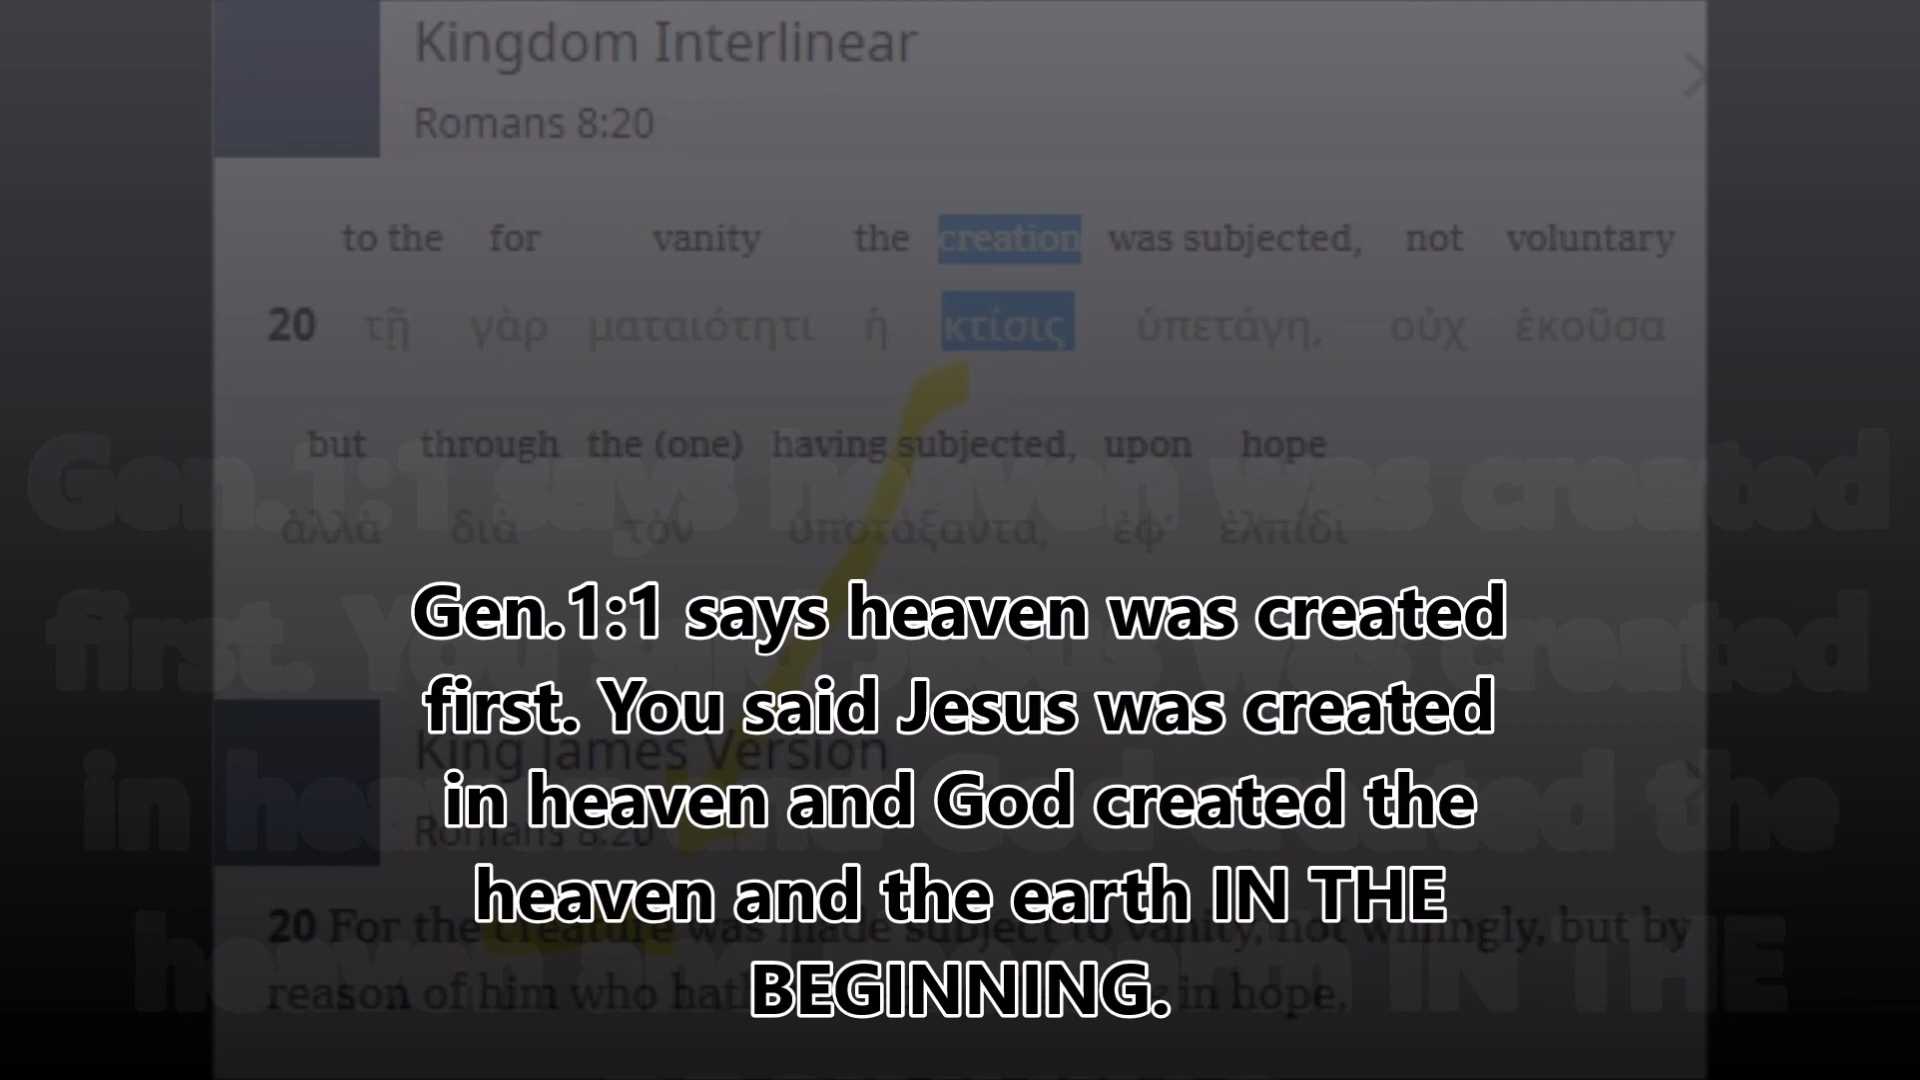 Kingdom Interlinear
Romans 8:20
to the for vanity the creation was subjected, not voluntary
20 τῇ γὰρ ματαιότητι ἡ κτίσις ὑπετάγη, οὐχ ἑκοῦσα
but through the (one) having subjected, upon hope
ἀλλὰ διὰ τὸν ὑποτάξαντα, ἐφ' ἐλπίδι
Gen.1:1 says heaven was created
first. You said Jesus was created
in heaven and God created the
heaven and the earth IN THE
BEGINNING.
King James Version
Romans 8:20
20 For the creature was made subject to vanity, not willingly, but by
reason of him who hath in hope,